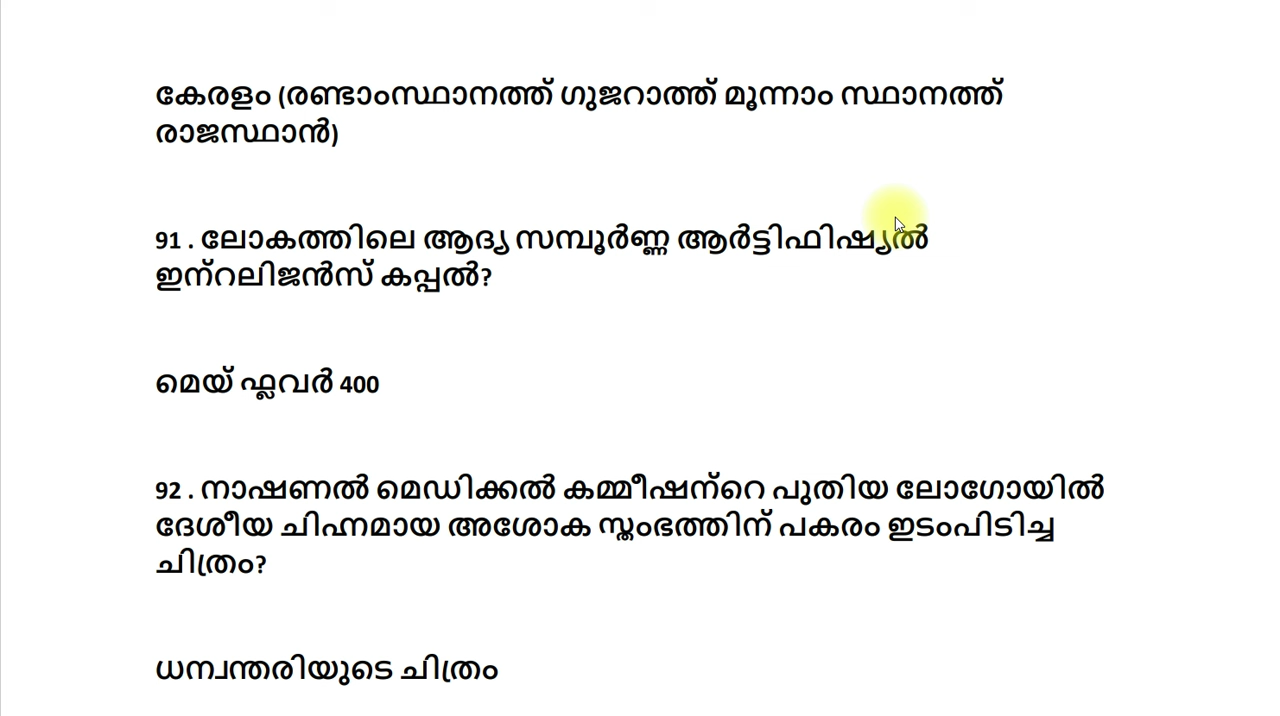 കേരളം (രണ്ടാംസ്ഥാനത്ത് ഗുജറാത്ത് മൂന്നാം സ്ഥാനത്ത്
രാജസ്ഥാൻ)
91 . ലോകത്തിലെ ആദ്യ സമ്പൂർണ്ണ ആർട്ടിഫിഷ്യൽ
ഇന്റലിജൻസ് കപ്പൽ?
മെയ് ഫ്ലവർ 400
92 . നാഷണൽ മെഡിക്കൽ കമ്മീഷന്റെ പുതിയ ലോഗോയിൽ
ദേശീയ ചിഹ്നമായ അശോക സ്തംഭത്തിന് പകരം ഇടംപിടിച്ച
ചിത്രം?
ധന്വന്തരിയുടെ ചിത്രം